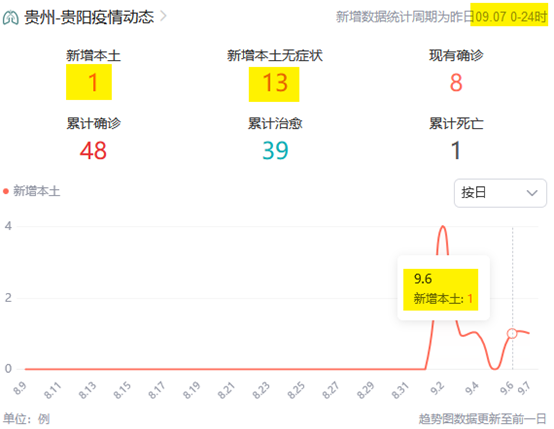 贵州-贵阳疫情动态
新增数据统计周期为昨日09.07 0-24时
新增本土 新增本土无症状 现有确诊
1 13 8
累计确诊 累计治愈 累计死亡
48 39 1
新增本土
按日
4
2
0
9.6
新增本土: 1
8.9 8.11 8.13 8.15 8.17 8.19 8.21 8.23 8.25 8.27 8.29 8.31 9.2 9.4 9.6 9.7
单位：例 趋势图数据更新至前一日